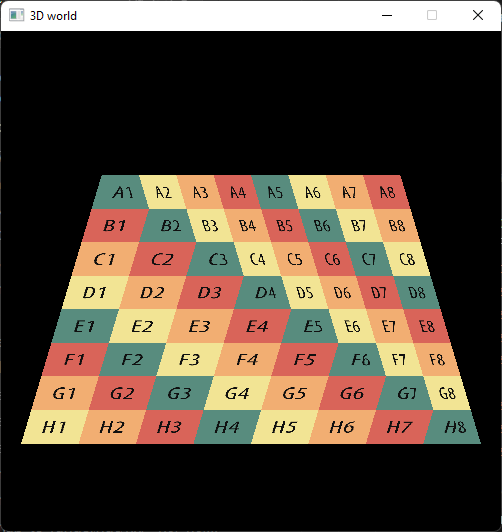 3D world
A1 A2 A3 A4 A5 A6 A7 A8
B1 B2 B3 B4 B5 B6 B7 B8
C1 C2 C3 C4 C5 C6 C7 C8
D1 D2 D3 D4 D5 D6 D7 D8
E1 E2 E3 E4 E5 E6 E7 E8
F1 F2 F3 F4 F5 F6 F7 F8
G1 G2 G3 G4 G5 G6 G7 G8
H1 H2 H3 H4 H5 H6 H7 H8